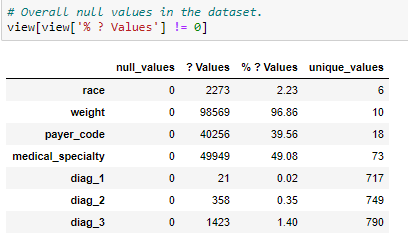 # Overall null values in the dataset.
view[view['% ? Values'] != 0]
null_values ? Values % ? Values unique_values
race 0 2273 2.23 6
weight 0 98569 96.86 10
payer_code 0 40256 39.56 18
medical_specialty 0 49949 49.08 73
diag_1 0 21 0.02 717
diag_2 0 358 0.35 749
diag_3 0 1423 1.40 790